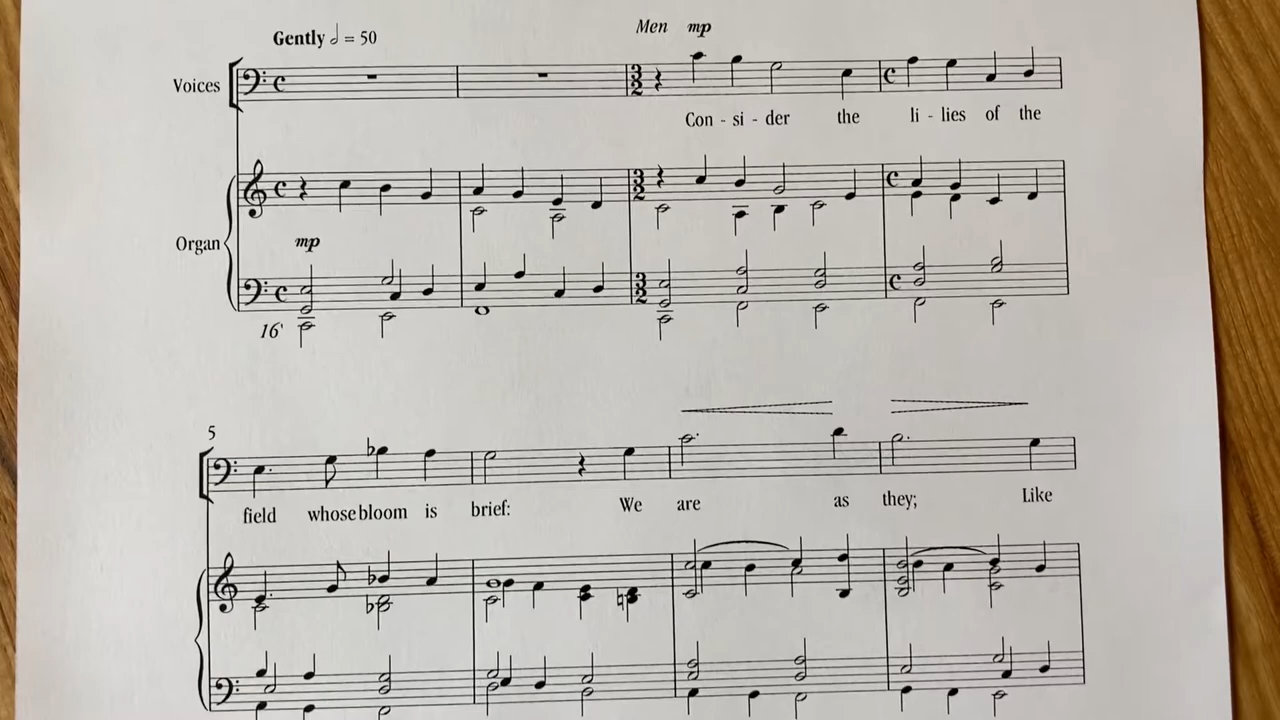 Gently 𝅗𝅥 = 50
Men mp
Voices
Con - si - der the li - lies of the
Organ
mp
16'
5
field whose bloom is brief: We are as they; Like